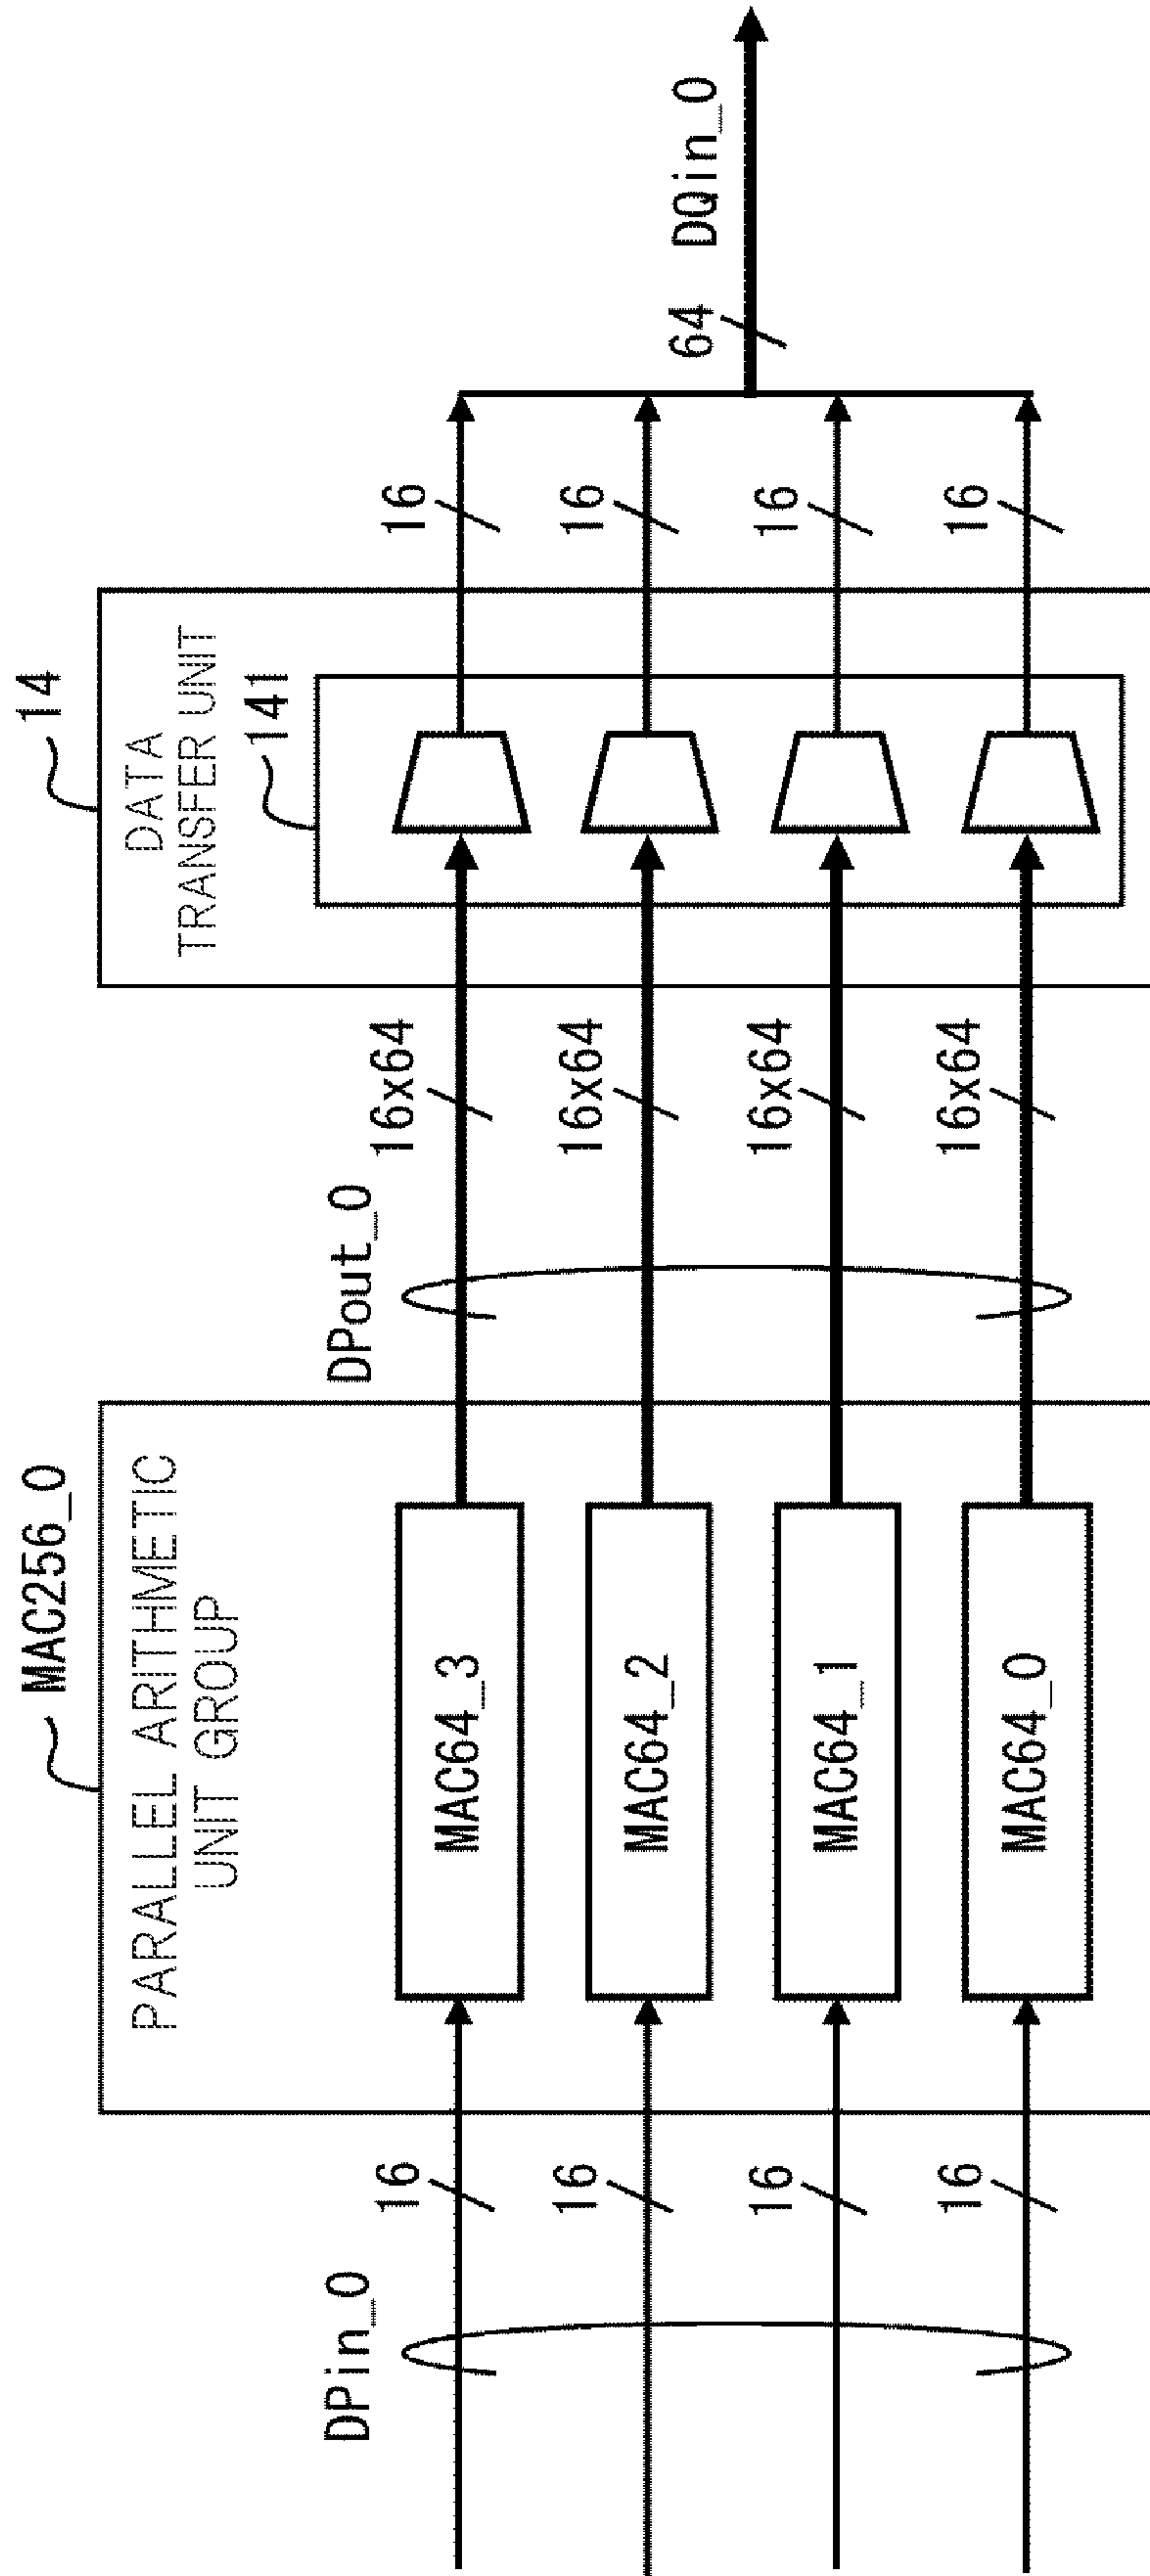 MAC256_0
PARALLEL ARITHMETIC
UNIT GROUP
DPin_0
16
16
16
16
MAC64_3
MAC64_2
MAC64_1
MAC64_0
DPout_0
16x64
16x64
16x64
16x64
14
DATA
TRANSFER UNIT
141
16
16
16
16
64 DQin_0